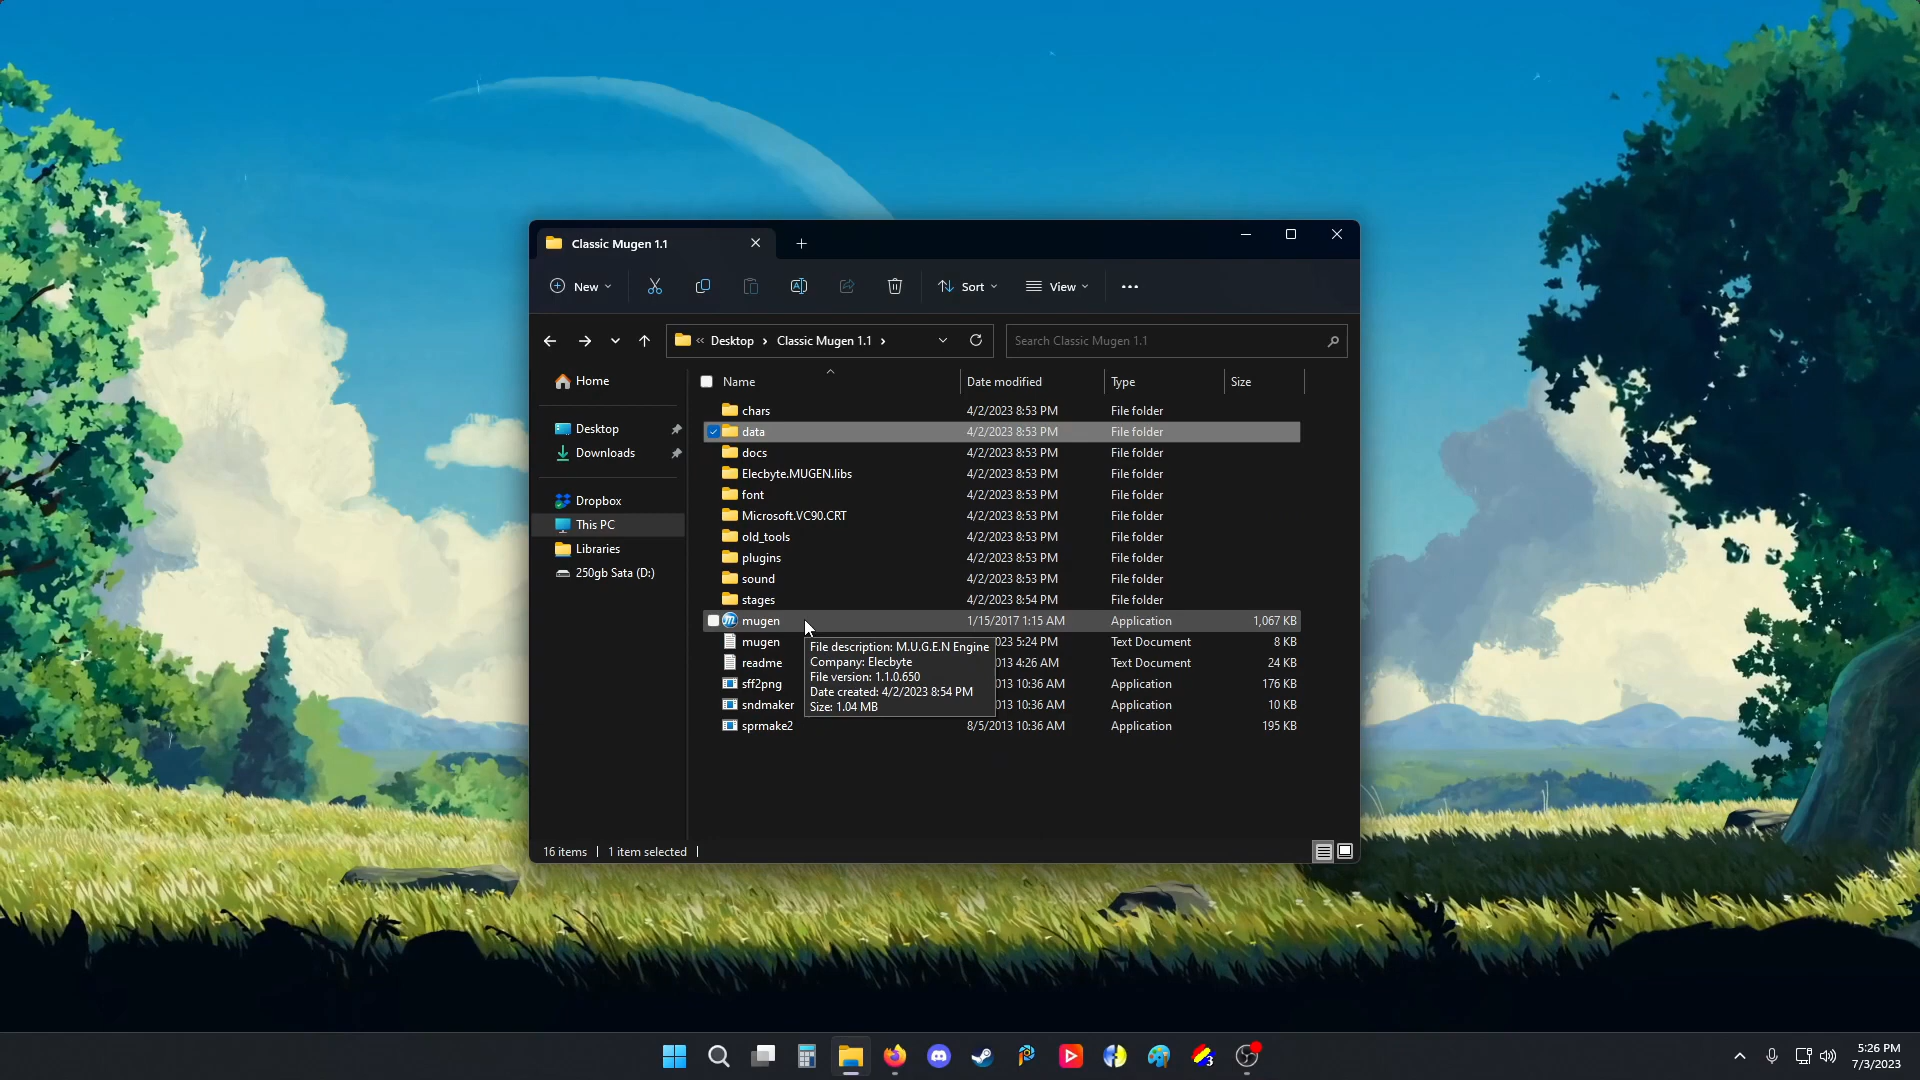 Classic Mugen 1.1
New
Sort
View
Desktop
Classic Mugen 1.1
Search Classic Mugen 1.1
Home
Desktop
Downloads
Dropbox
This PC
Libraries
250gb Sata (D:)
Name Date modified Type Size
chars 4/2/2023 8:53 PM File folder
data 4/2/2023 8:53 PM File folder
docs 4/2/2023 8:53 PM File folder
Elecbyte.MUGEN.libs 4/2/2023 8:53 PM File folder
font 4/2/2023 8:53 PM File folder
Microsoft.VC90.CRT 4/2/2023 8:53 PM File folder
old_tools 4/2/2023 8:53 PM File folder
plugins 4/2/2023 8:53 PM File folder
sound 4/2/2023 8:53 PM File folder
stages 4/2/2023 8:54 PM File folder
mugen 1/15/2017 1:15 AM Application 1,067 KB
mugen 023 5:24 PM Text Document 8 KB
readme 013 4:26 AM Text Document 24 KB
sff2png 013 10:36 AM Application 176 KB
sndmaker 013 10:36 AM Application 10 KB
sprmake2 8/5/2013 10:36 AM Application 195 KB
File description: M.U.G.E.N Engine
Company: Elecbyte
File version: 1.1.0.650
Date created: 4/2/2023 8:54 PM
Size: 1.04 MB
16 items 1 item selected
5:26 PM
7/3/2023